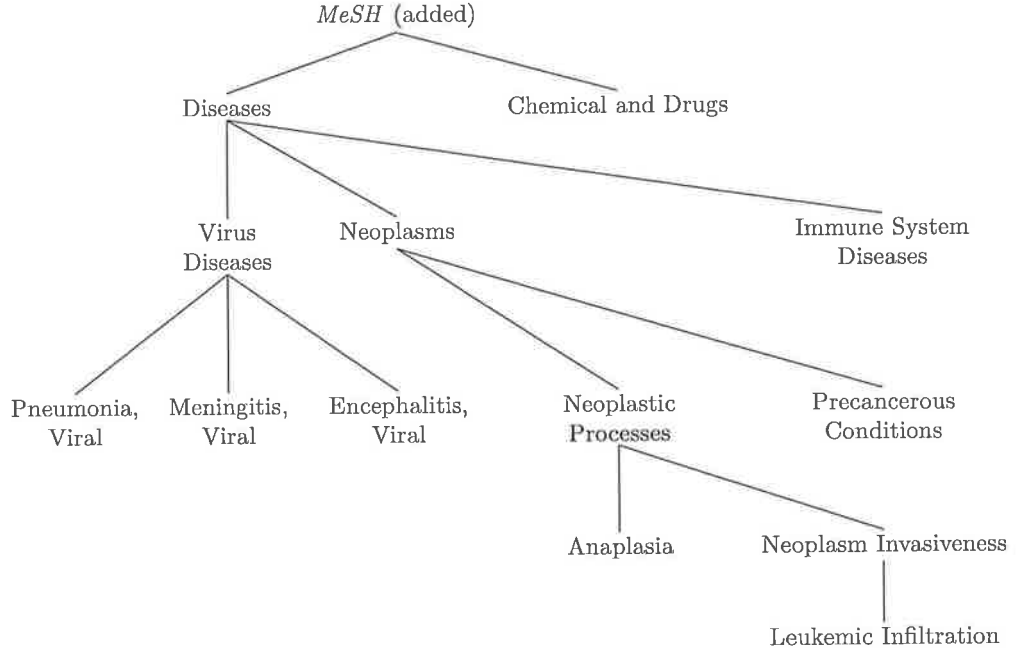 MeSH (added)
Diseases
Chemical and Drugs
Virus
Diseases
Neoplasms
Immune System
Diseases
Pneumonia,
Viral
Meningitis,
Viral
Encephalitis,
Viral
Neoplastic
Processes
Precancerous
Conditions
Anaplasia
Neoplasm Invasiveness
Leukemic Infiltration